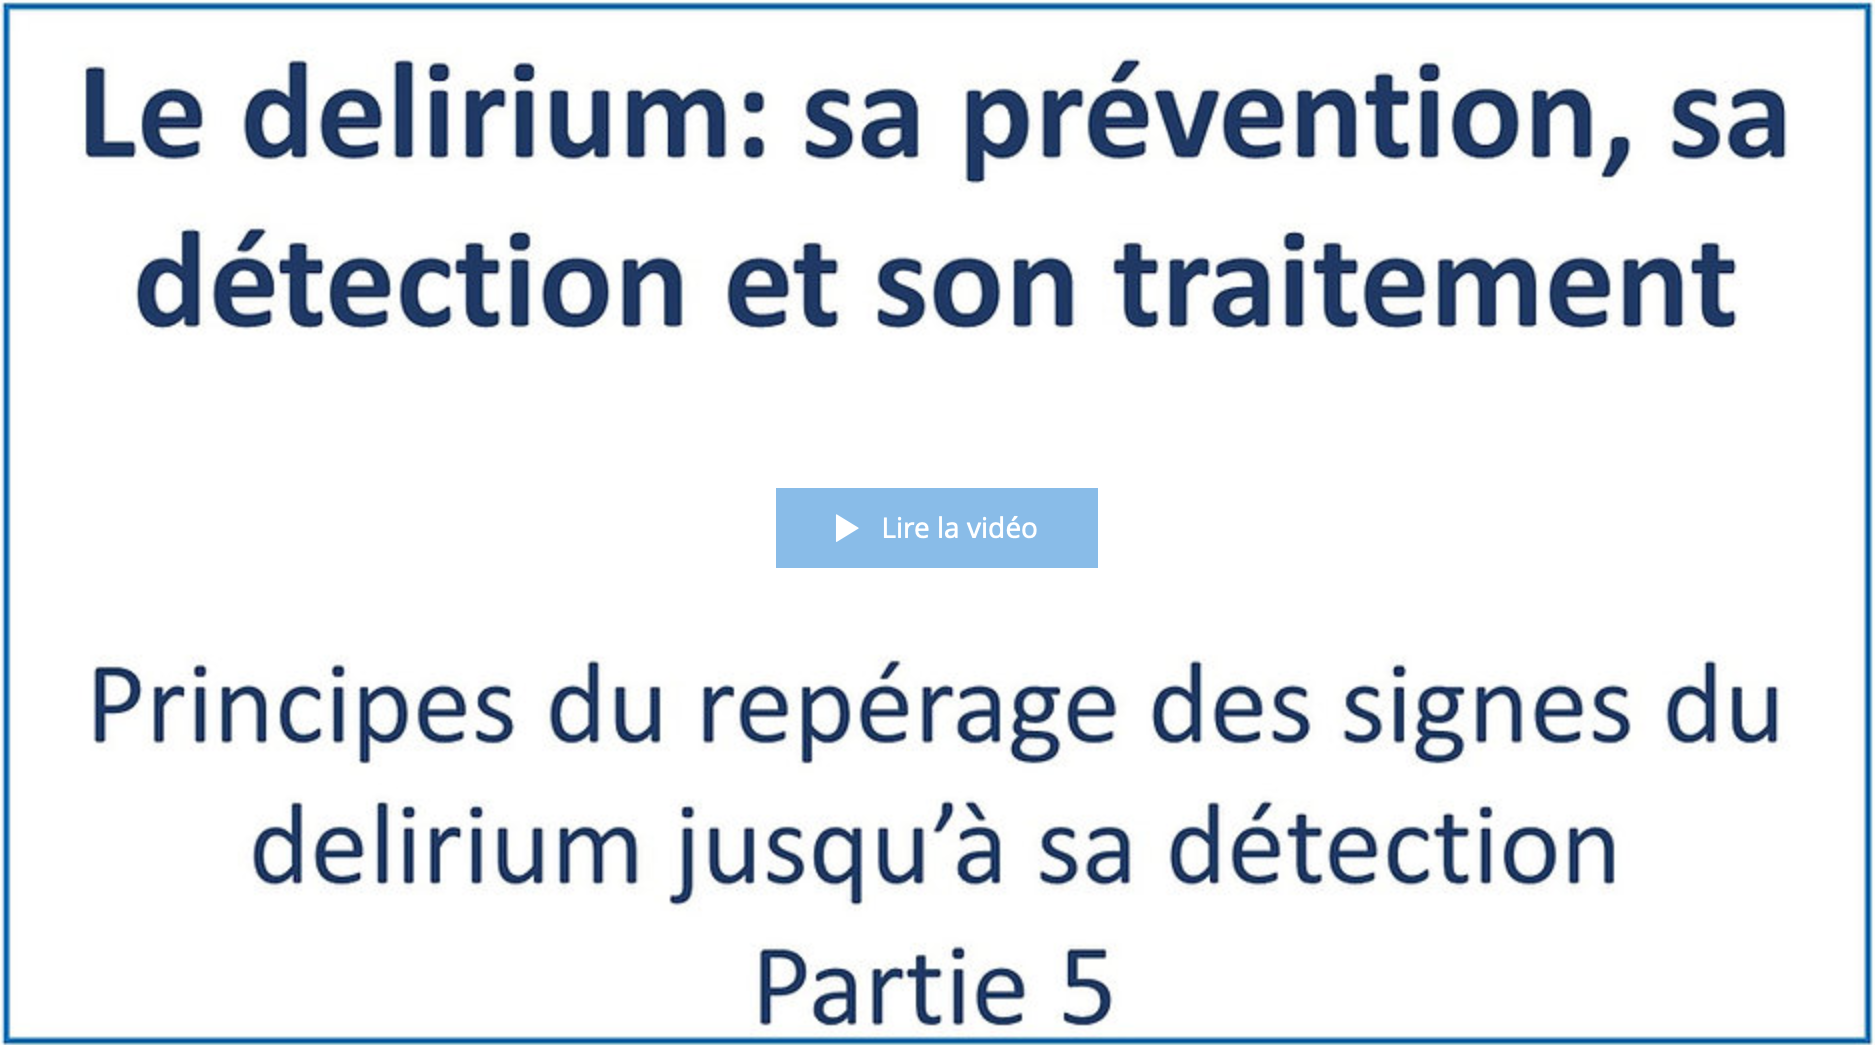 Le delirium: sa prévention, sa
détection et son traitement
Lire la vidéo
Principes du repérage des signes du
delirium jusqu’à sa détection
Partie 5